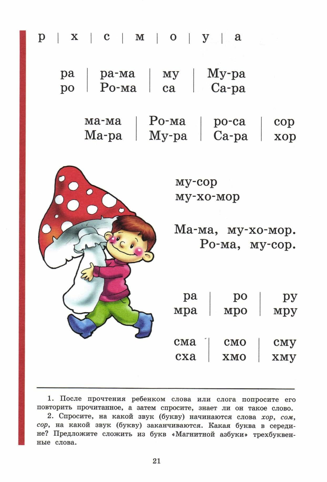 р | х | с | м | о | у | а
ра | ра-ма | му | Му-ра
ро | Ро-ма | са | Са-ра
ма-ма | Ро-ма | ро-са | сор
Ма-ра | Му-ра | Са-ра | хор
му-сор
му-хо-мор
Ма-ма, му-хо-мор.
Ро-ма, му-сор.
ра | ро | ру
мра | мро | мру
сма | смо | сму
сха | хмо | хму
1. После прочтения ребенком слова или слога попросите его
повторить прочитанное, а затем спросите, знает ли он такое слово.
2. Спросите, на какой звук (букву) начинаются слова хор, сом,
сор, на какой звук (букву) заканчиваются. Какая буква в середи-
не? Предложите сложить из букв «Магнитной азбуки» трехбуквен-
ные слова.
21